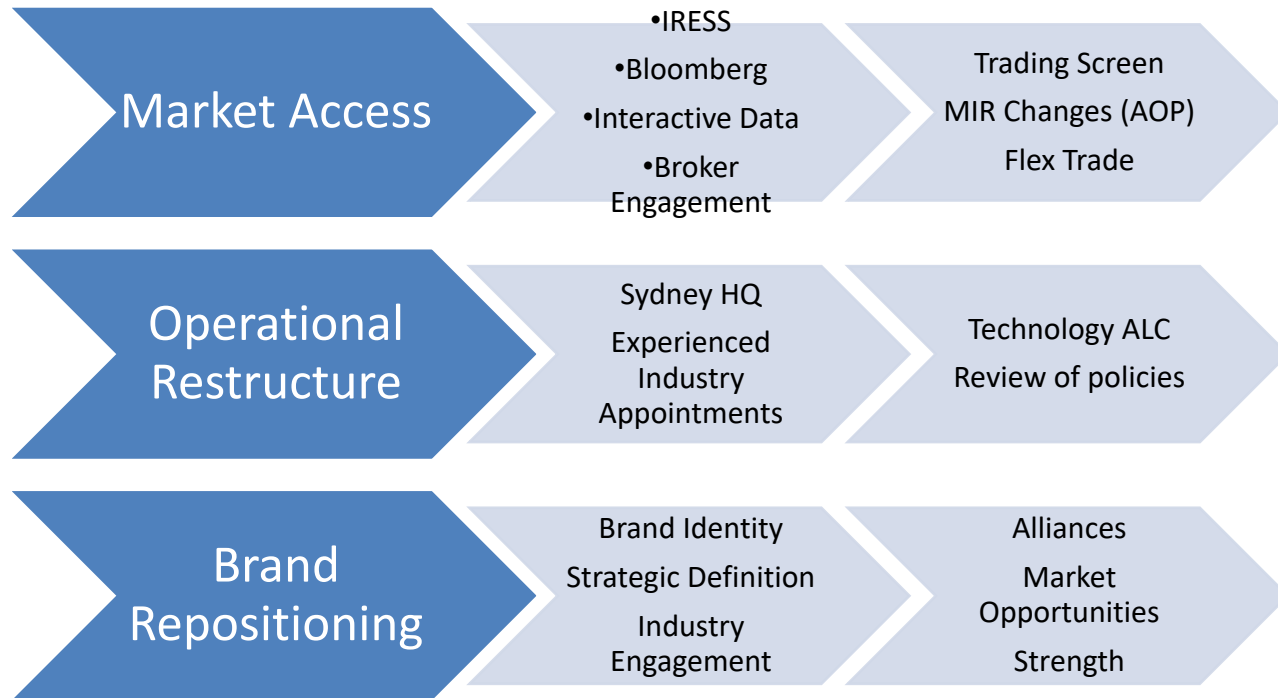 Market Access
•IRESS
•Bloomberg
•Interactive Data
•Broker
Engagement
Trading Screen
MIR Changes (AOP)
Flex Trade
Operational
Restructure
Sydney HQ
Experienced
Industry
Appointments
Technology ALC
Review of policies
Brand
Repositioning
Brand Identity
Strategic Definition
Industry
Engagement
Alliances
Market
Opportunities
Strength